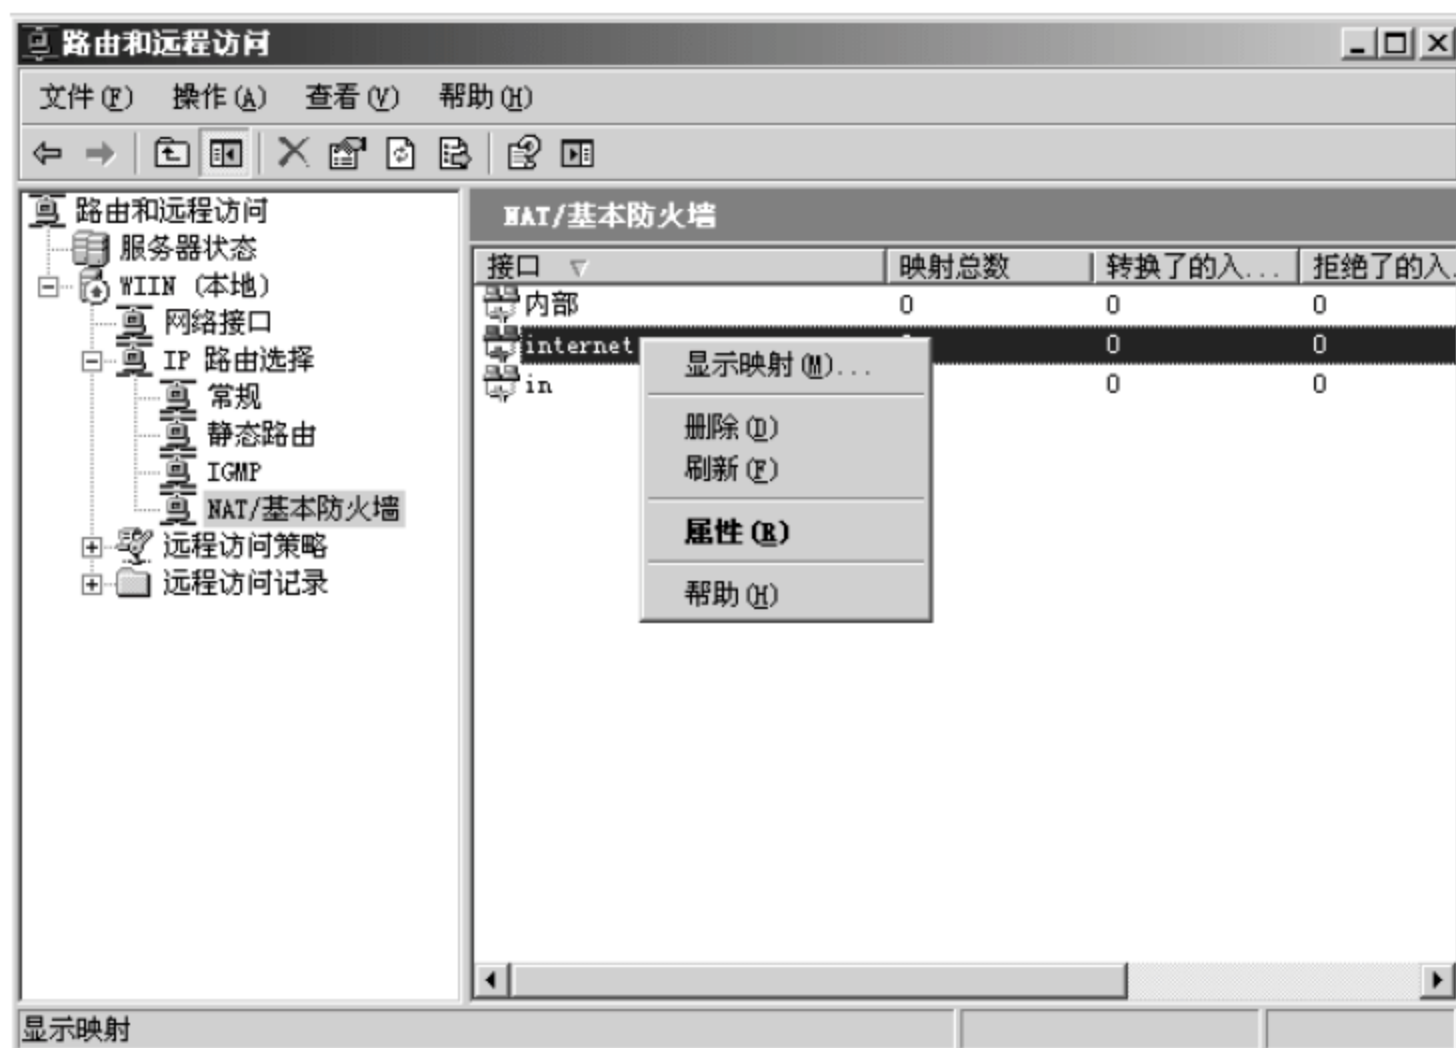 路由和远程访问
文件(F) 操作(A) 查看(V) 帮助(H)
路由和远程访问
服务器状态
WIIN (本地)
网络接口
IP 路由选择
常规
静态路由
IGMP
NAT/基本防火墙
远程访问策略
远程访问记录
NAT/基本防火墙
接口 映射总数 转换了的入... 拒绝了的入.
内部 0 0 0
internet 0 0
in 0 0
显示映射(M)...
删除(D)
刷新(F)
属性(R)
帮助(H)
显示映射